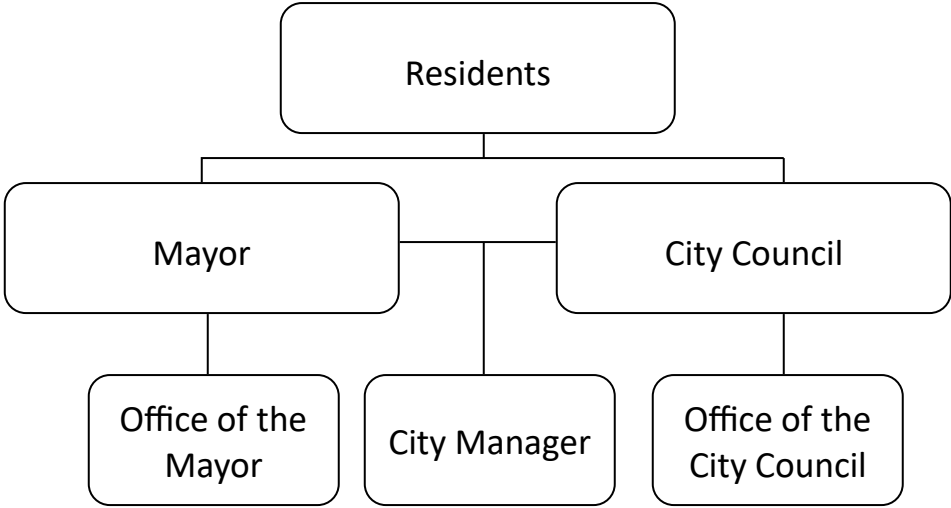 Residents
Mayor
City Council
Office of the
Mayor
City Manager
Office of the
City Council